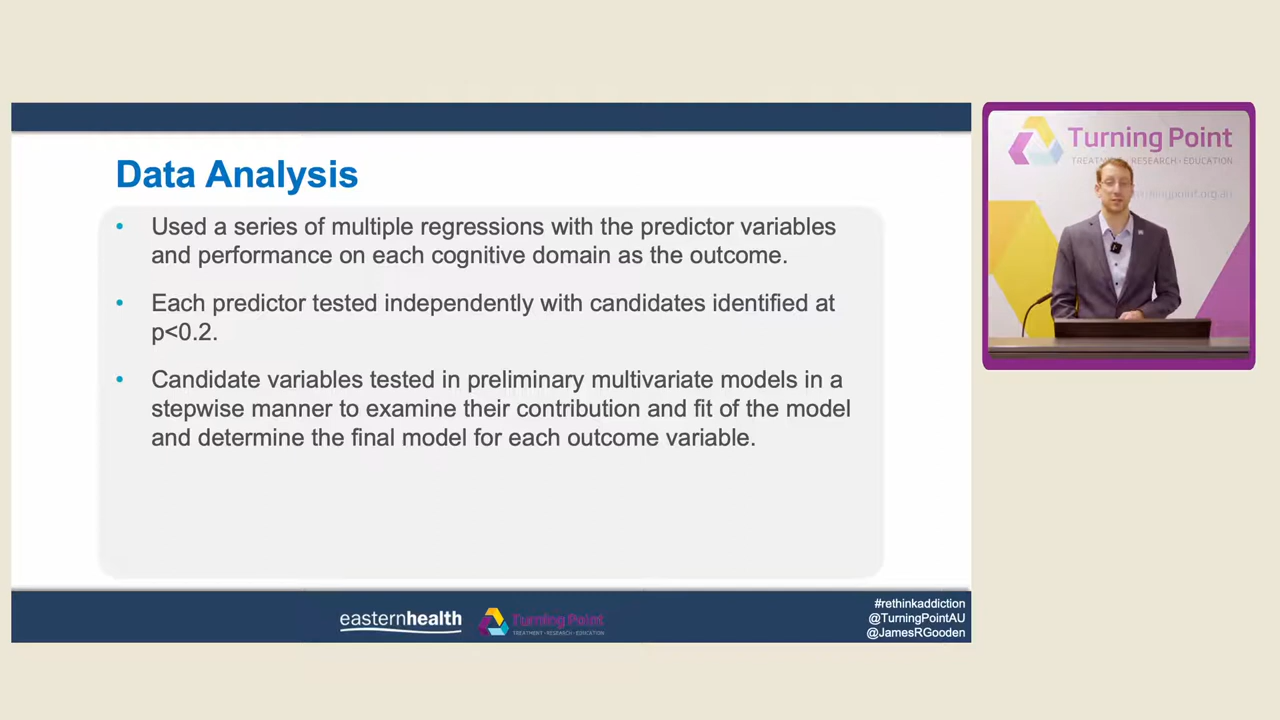 Data Analysis
• Used a series of multiple regressions with the predictor variables
and performance on each cognitive domain as the outcome.
• Each predictor tested independently with candidates identified at
p<0.2.
• Candidate variables tested in preliminary multivariate models in a
stepwise manner to examine their contribution and fit of the model
and determine the final model for each outcome variable.
easternhealth
Turning Point
TREATMENT • RESEARCH • EDUCATION
#rethinkaddiction
@TurningPointAU
@JamesRGooden
Turning Point
TREATMENT • RESEARCH • EDUCATION